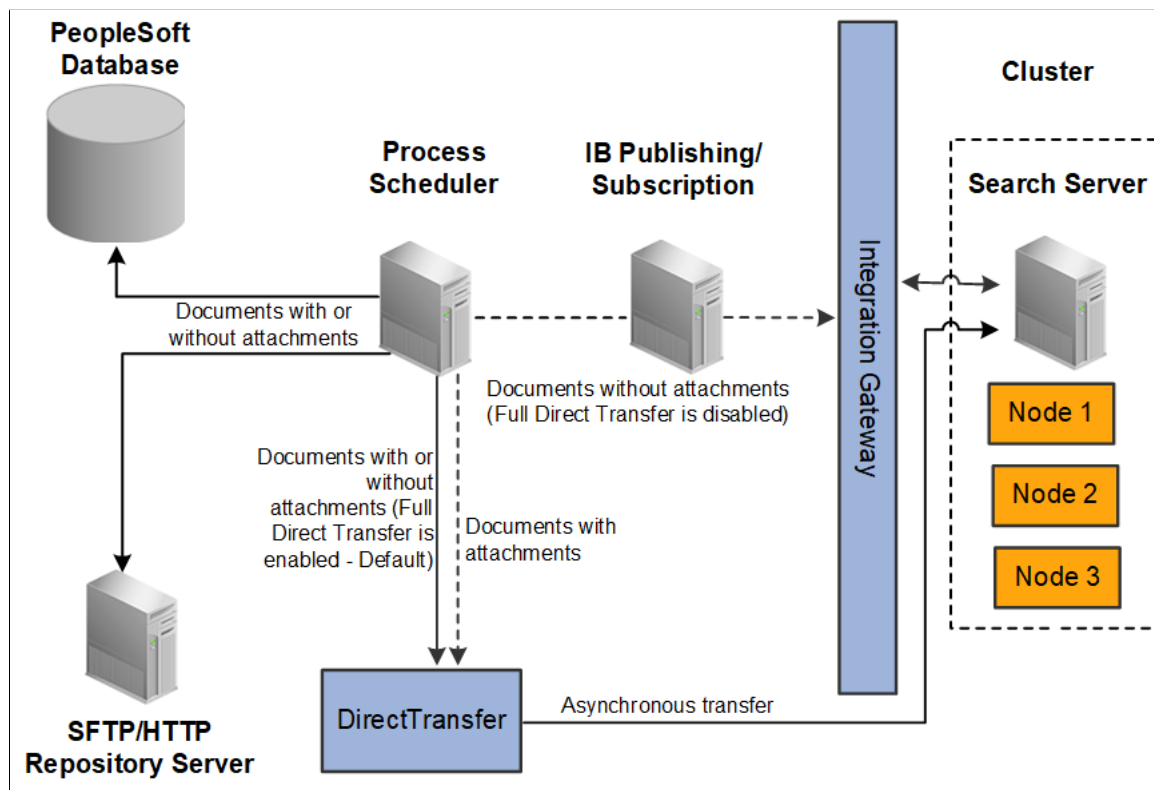 PeopleSoft
Database
Cluster
Process
Scheduler
IB Publishing/
Subscription
Search Server
Integration Gateway
Documents with or
without attachments
Documents without attachments
(Full Direct Transfer is disabled)
Node 1
Node 2
Node 3
Documents with or
without
attachments (Full
Direct Transfer is
enabled - Default)
Documents with
attachments
DirectTransfer
Asynchronous transfer
SFTP/HTTP
Repository Server